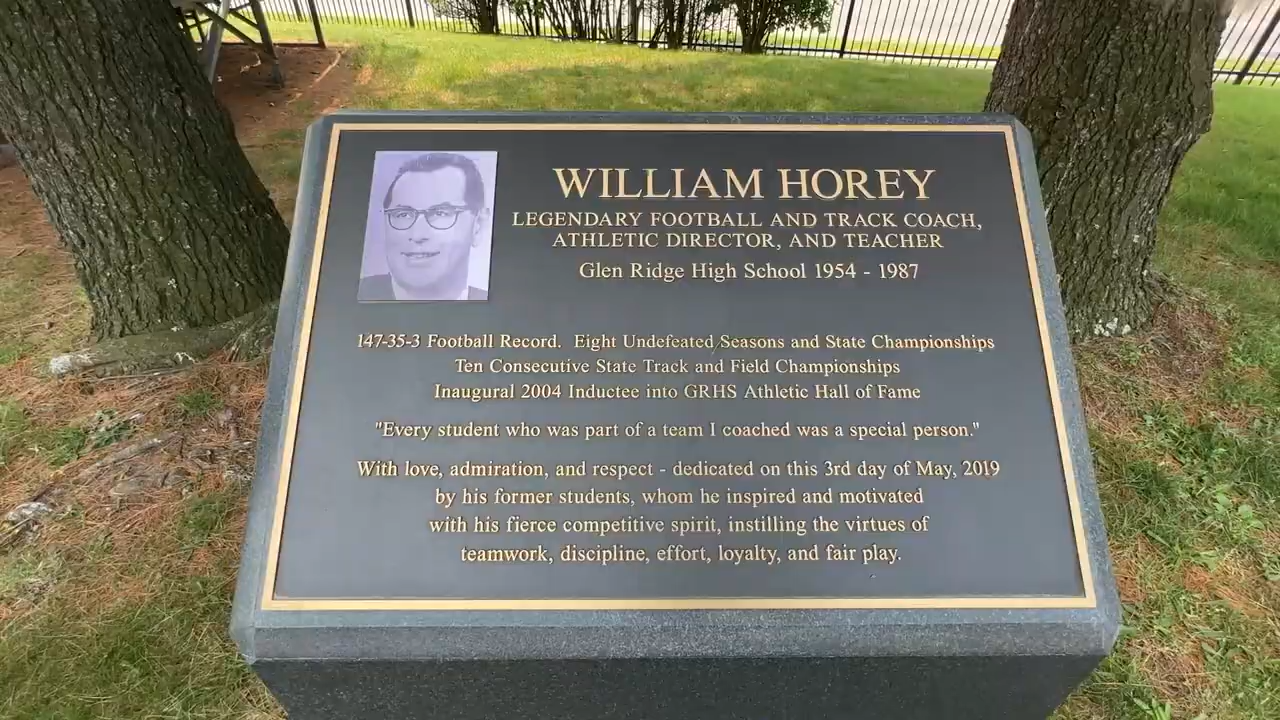 WILLIAM HOREY
LEGENDARY FOOTBALL AND TRACK COACH,
ATHLETIC DIRECTOR, AND TEACHER
Glen Ridge High School 1954 - 1987
147-35-3 Football Record. Eight Undefeated Seasons and State Championships
Ten Consecutive State Track and Field Championships
Inaugural 2004 Inductee into GRHS Athletic Hall of Fame
"Every student who was part of a team I coached was a special person."
With love, admiration, and respect - dedicated on this 3rd day of May, 2019
by his former students, whom he inspired and motivated
with his fierce competitive spirit, instilling the virtues of
teamwork, discipline, effort, loyalty, and fair play.